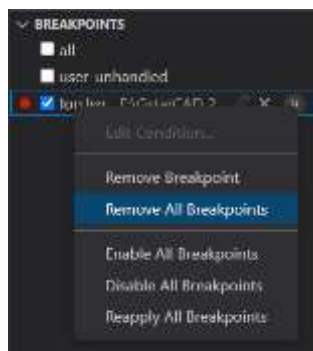 BREAKPOINTS
all
user-unhandled
Edit Condition...
Remove Breakpoint
Remove All Breakpoints
Enable All Breakpoints
Disable All Breakpoints
Reapply All Breakpoints